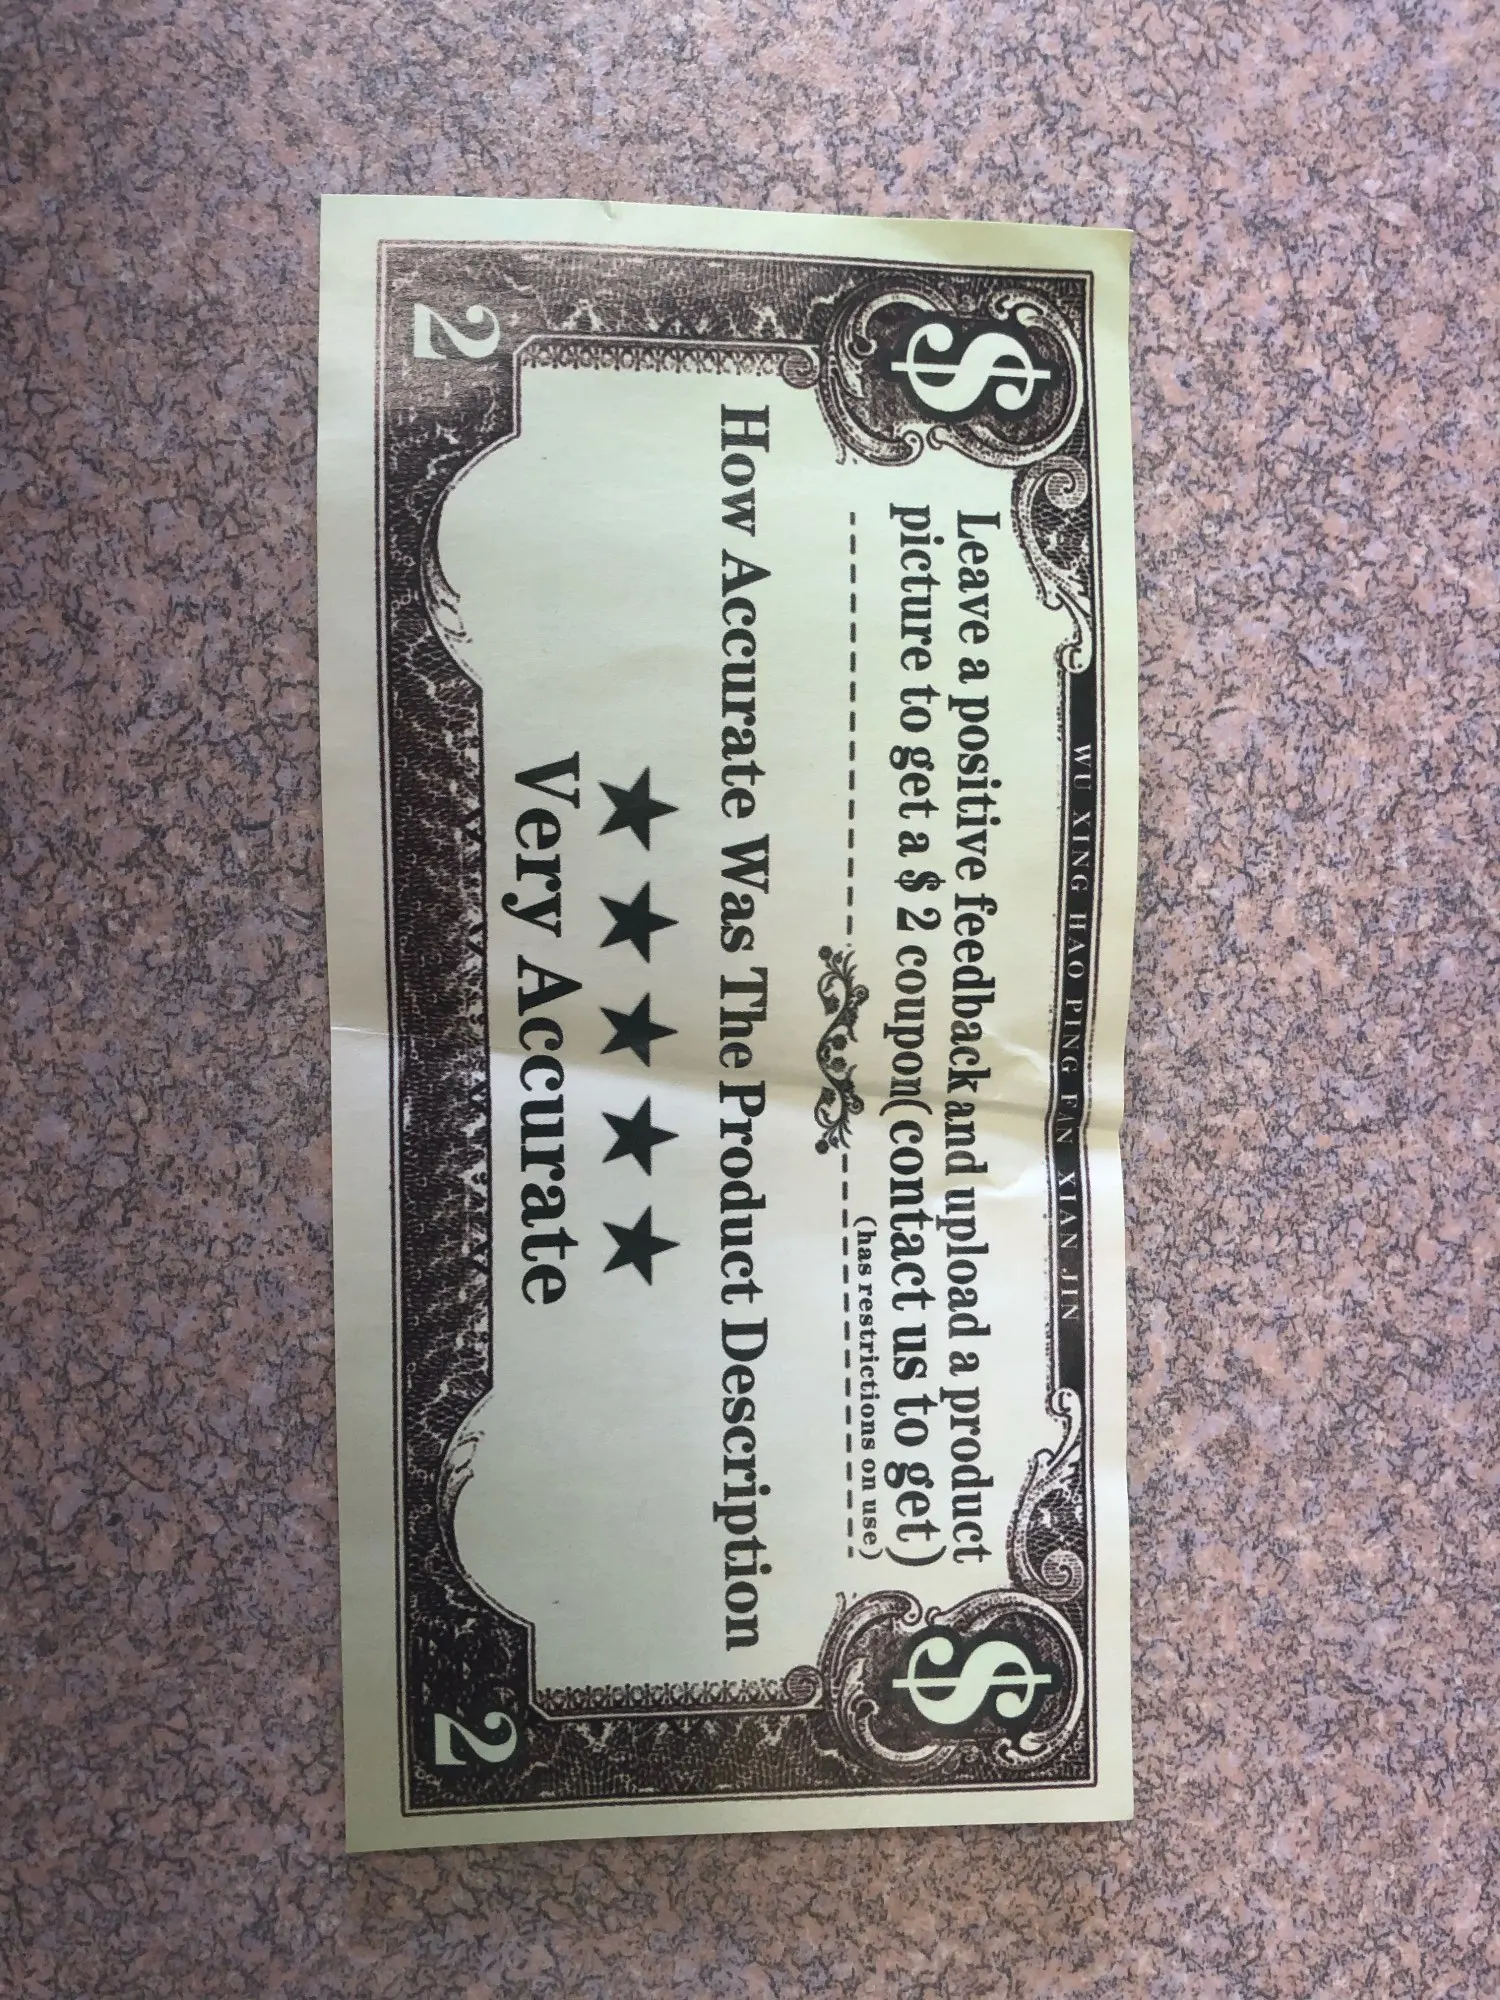 WU XING HAO PING FAN XIAN JIN
$ $
Leave a positive feedback and upload a product
picture to get a $ 2 coupon(contact us to get)
(has restrictions on use)
How Accurate Was The Product Description
★ ★ ★ ★ ★
Very Accurate
2 2